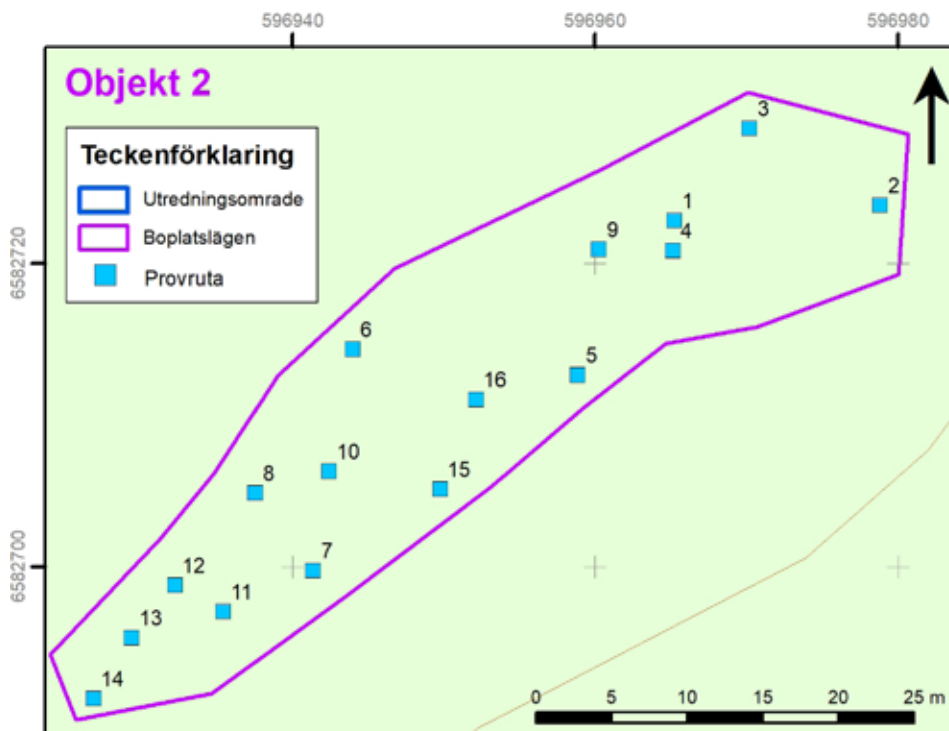 596940 596960 596980
Objekt 2
Teckenförklaring
Utredningsomrade
Boplatslägen
Provruta
3
2
1
4
9
6582720
6
5
16
10
8
15
6582700
7
12
11
13
14
0 5 10 15 20 25 m